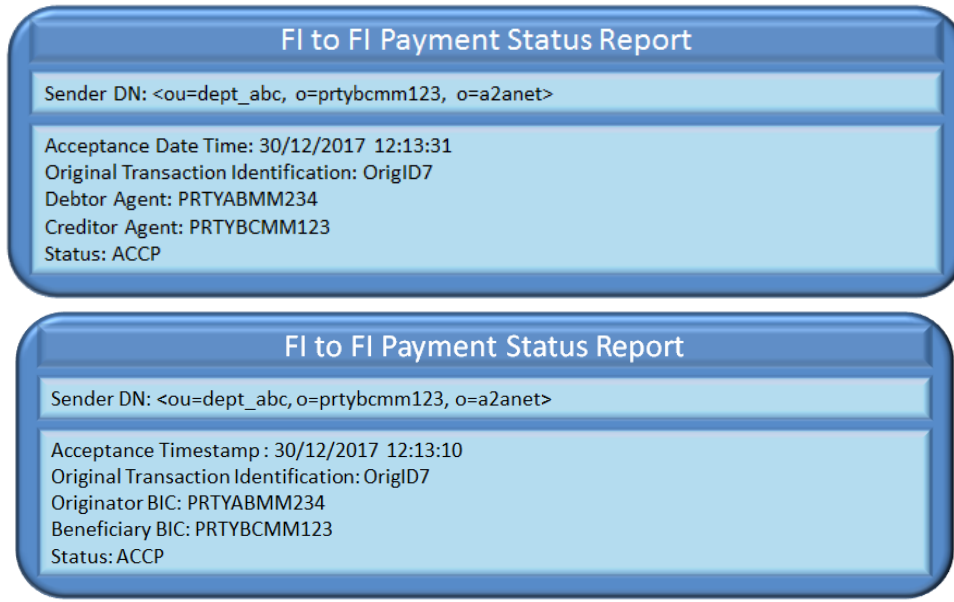 FI to FI Payment Status Report
Sender DN: <ou=dept_abc, o=prtybcmm123, o=a2anet>
Acceptance Date Time: 30/12/2017 12:13:31
Original Transaction Identification: OrigID7
Debtor Agent: PRTYABMM234
Creditor Agent: PRTYBCMM123
Status: ACCP
FI to FI Payment Status Report
Sender DN: <ou=dept_abc, o=prtybcmm123, o=a2anet>
Acceptance Timestamp : 30/12/2017 12:13:10
Original Transaction Identification: OrigID7
Originator BIC: PRTYABMM234
Beneficiary BIC: PRTYBCMM123
Status: ACCP